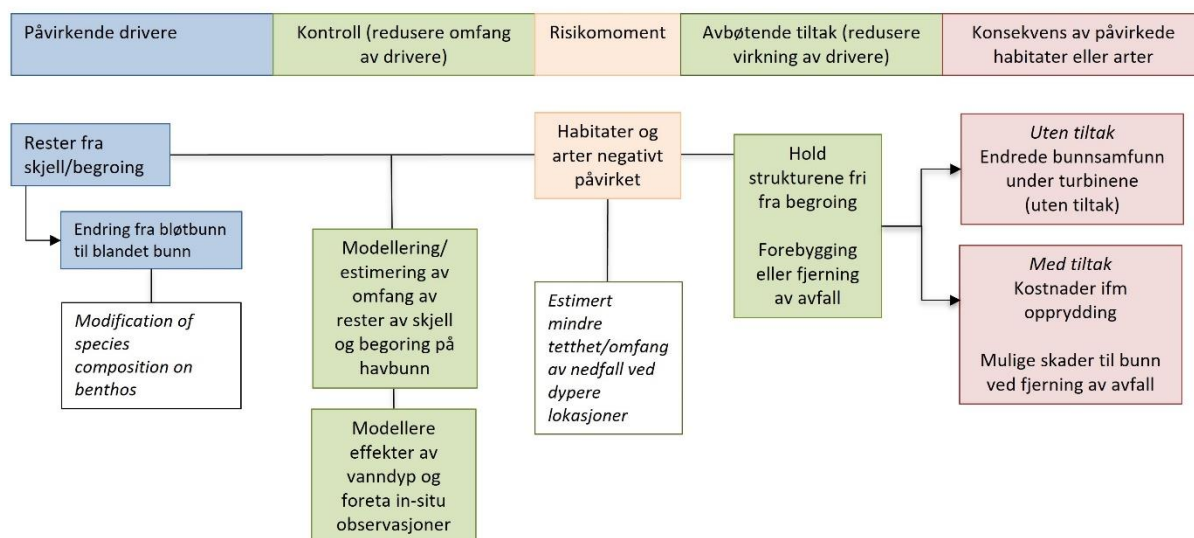 Påvirkende drivere
Kontroll (redusere omfang
av drivere)
Risikomoment
Avbøtende tiltak (redusere
virkning av drivere)
Konsekvens av påvirkede
habitater eller arter
Rester fra
skjell/begroing
Endring fra bløtbunn
til blandet bunn
Modification of
species
composition on
benthos
Modellering/
estimering av
omfang av
rester av skjell
og begoring på
havbunn
Modellere
effekter av
vanndyp og
foreta in-situ
observasjoner
Habitater og
arter negativt
påvirket
Estimert
mindre
tetthet/omfang
av nedfall ved
dypere
lokasjoner
Hold
strukturene fri
fra begroing
Forebygging
eller fjerning
av avfall
Uten tiltak
Endrede bunnsamfunn
under turbinene
(uten tiltak)
Med tiltak
Kostnader ifm
opprydding
Mulige skader til bunn
ved fjerning av avfall